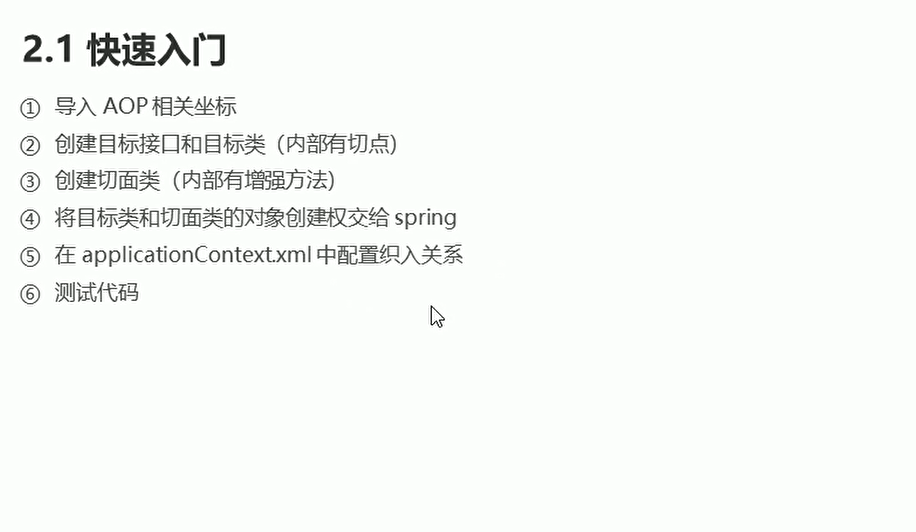 2.1 快速入门
① 导入 AOP 相关坐标
② 创建目标接口和目标类（内部有切点）
③ 创建切面类（内部有增强方法）
④ 将目标类和切面类的对象创建权交给 spring
⑤ 在 applicationContext.xml 中配置织入关系
⑥ 测试代码